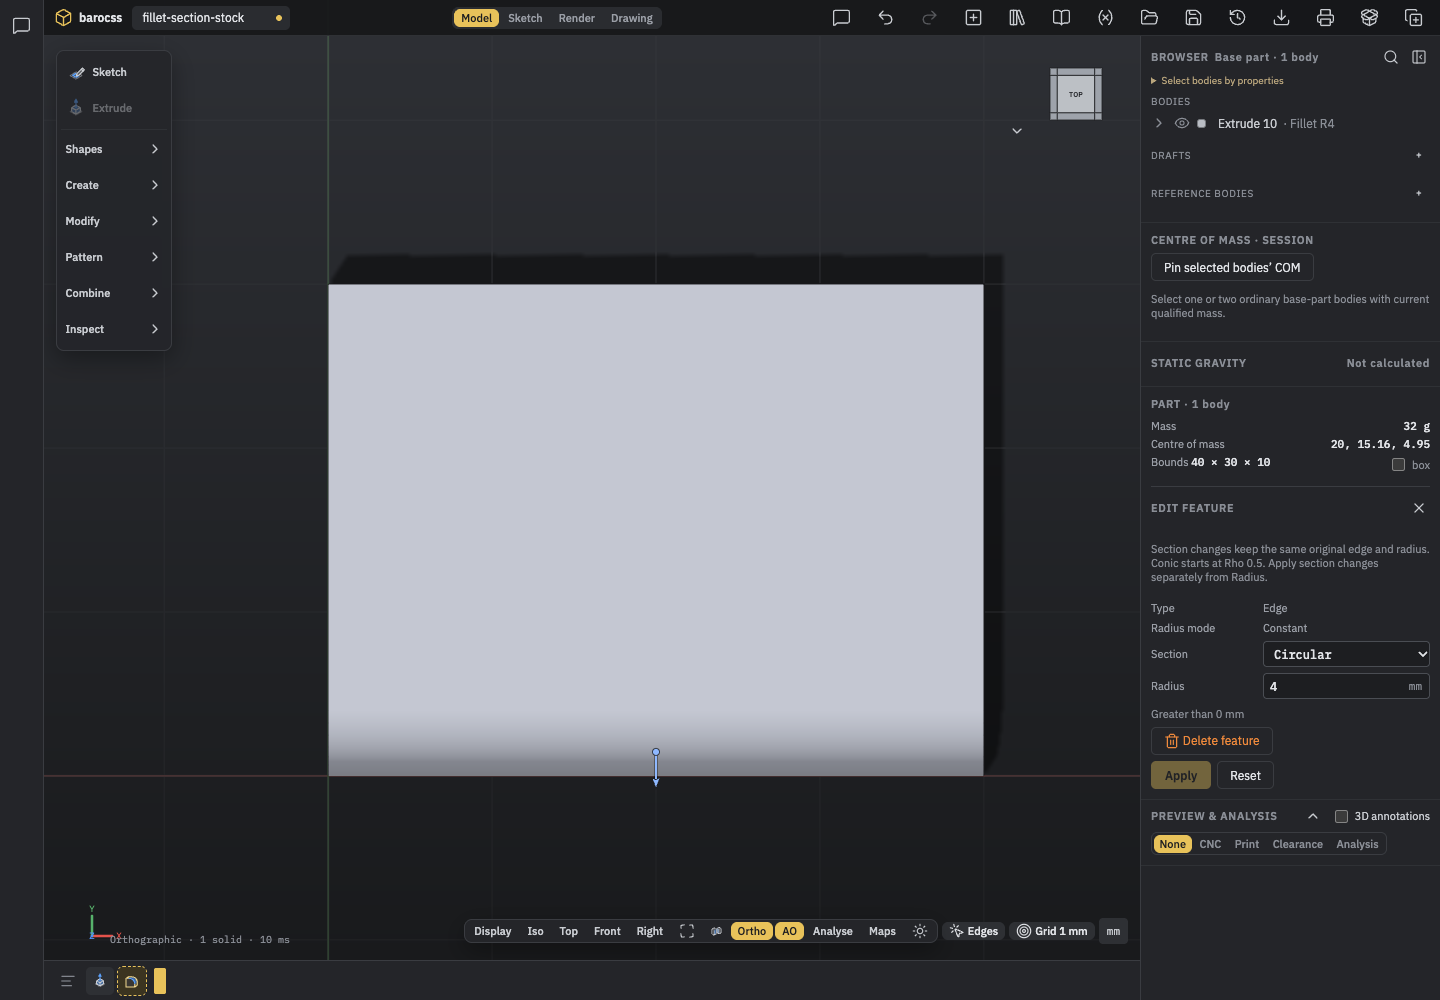 barocss
fillet-section-stock
Model
Sketch
Render
Drawing
Sketch
Extrude
Shapes
Create
Modify
Pattern
Combine
Inspect
TOP
BROWSER Base part · 1 body
Select bodies by properties
BODIES
Extrude 10 · Fillet R4
DRAFTS
REFERENCE BODIES
CENTRE OF MASS · SESSION
Pin selected bodies’ COM
Select one or two ordinary base-part bodies with current
qualified mass.
STATIC GRAVITY Not calculated
PART · 1 body
Mass 32 g
Centre of mass 20, 15.16, 4.95
Bounds 40 × 30 × 10 box
EDIT FEATURE
Section changes keep the same original edge and radius.
Conic starts at Rho 0.5. Apply section changes
separately from Radius.
Type Edge
Radius mode Constant
Section Circular
Radius 4 mm
Greater than 0 mm
Delete feature
Apply Reset
PREVIEW & ANALYSIS 3D annotations
None CNC Print Clearance Analysis
Y
X
Z
Orthographic · 1 solid · 10 ms
Display Iso Top Front Right Ortho AO Analyse Maps Edges Grid 1 mm mm